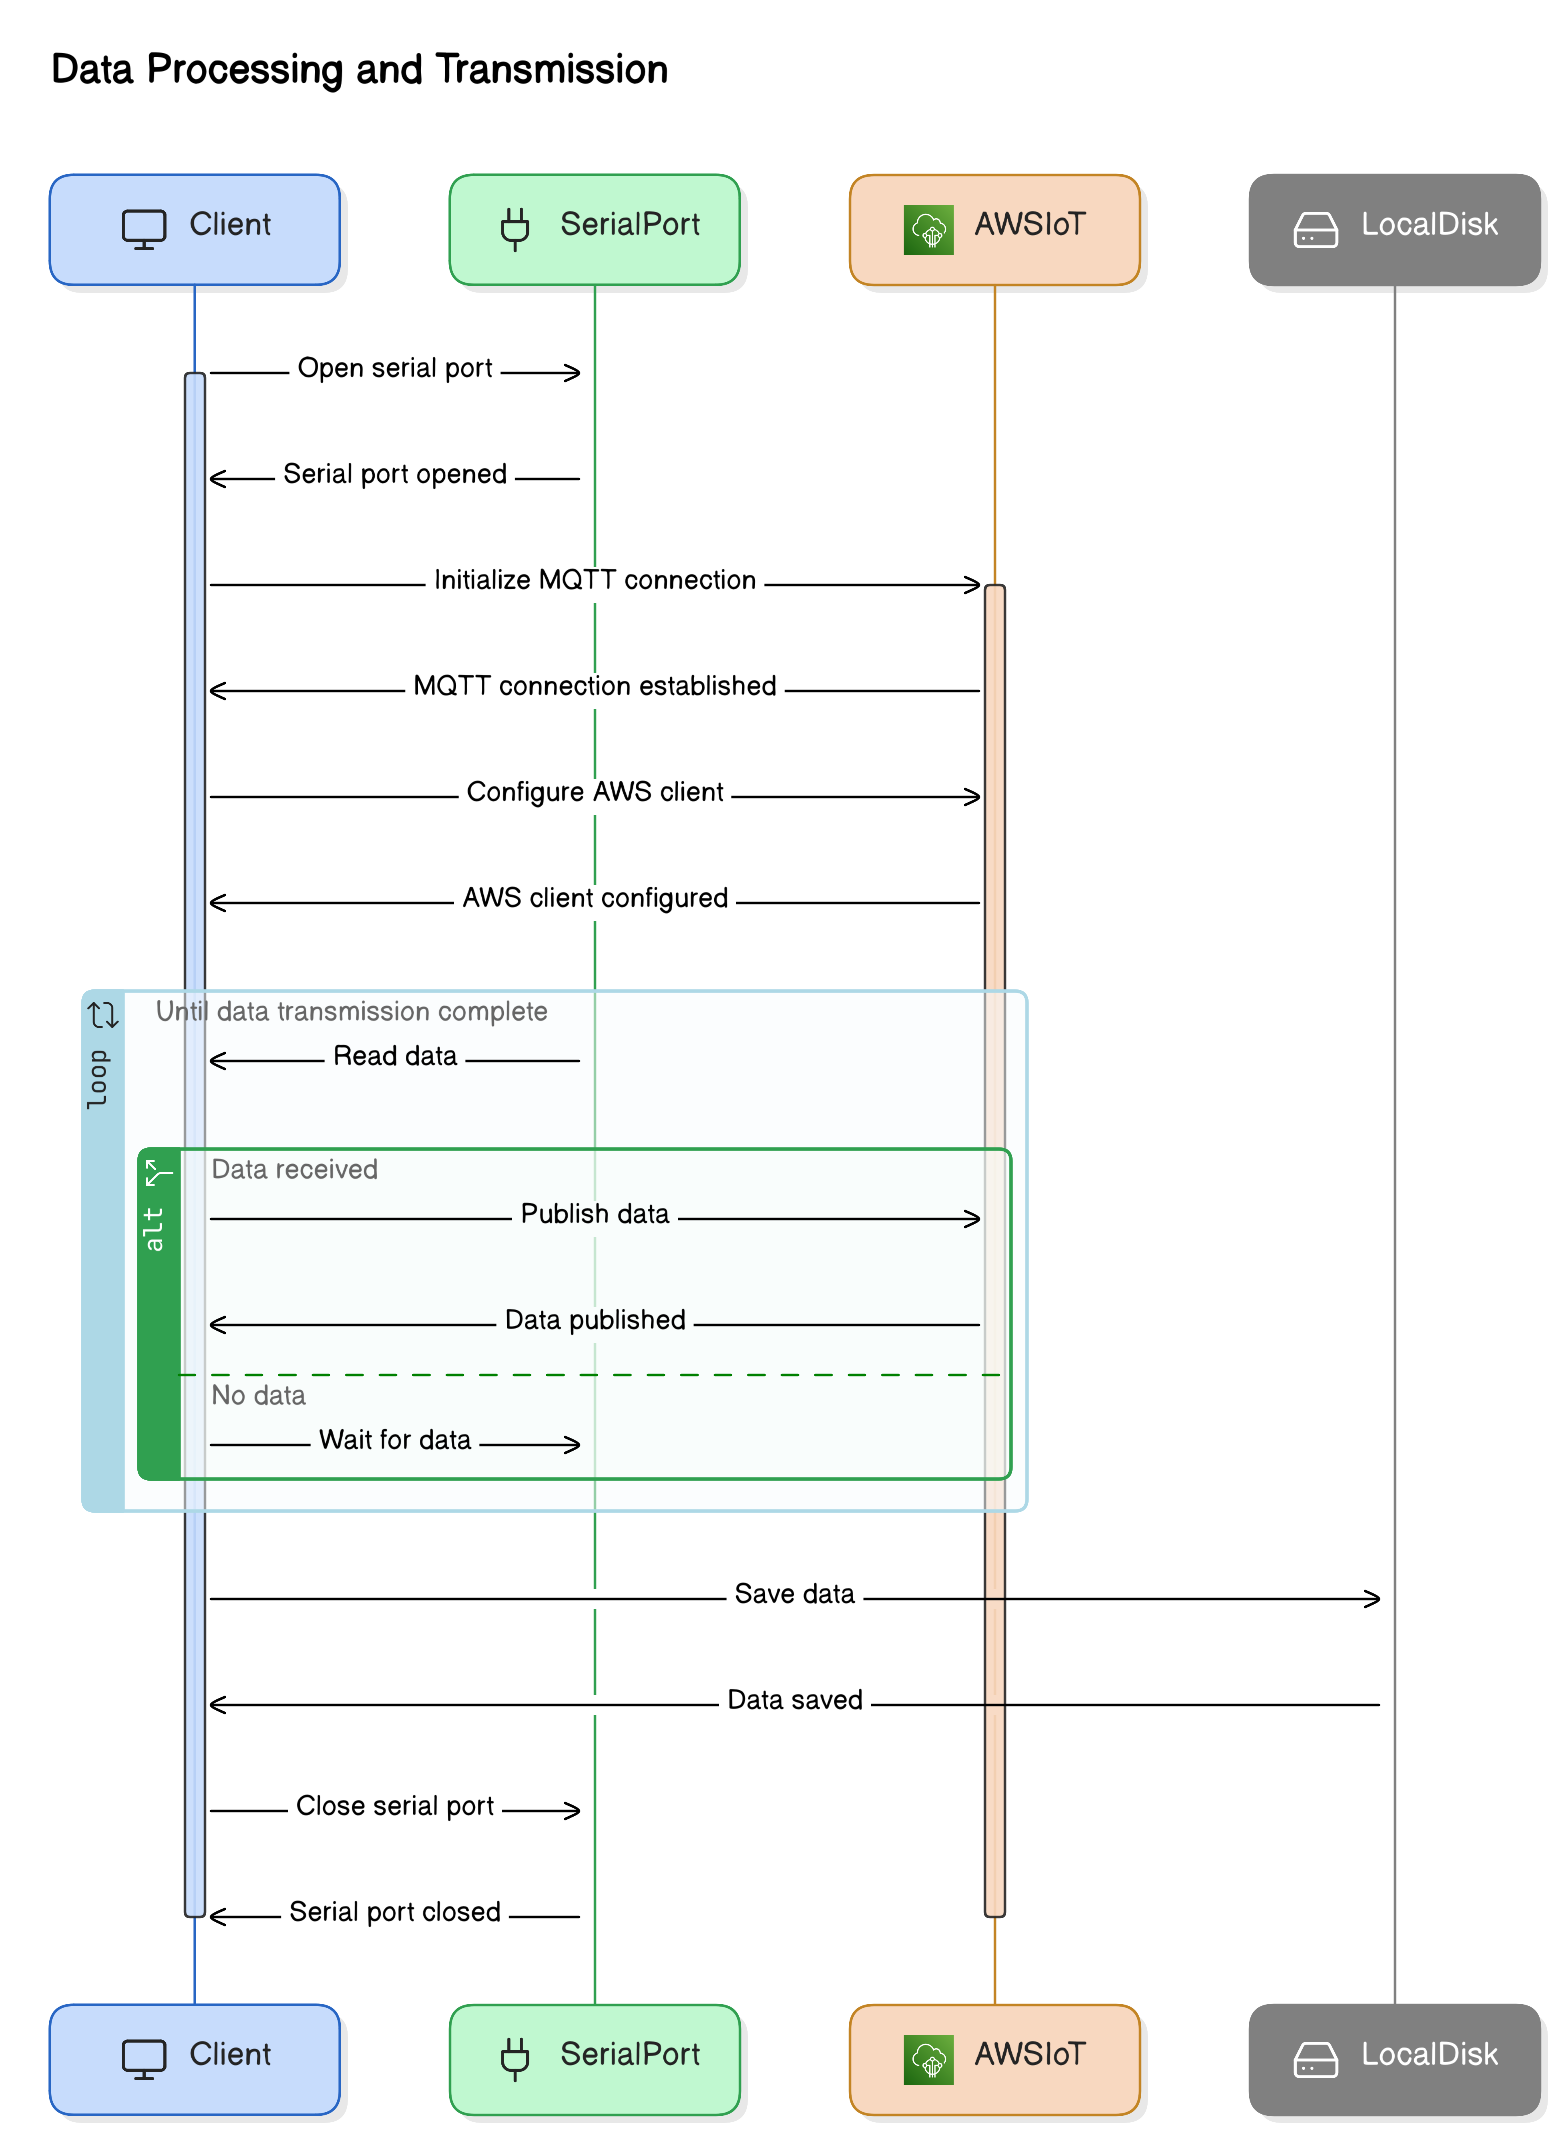 Data Processing and Transmission
Client
SerialPort
AWSIoT
LocalDisk
Open serial port
Serial port opened
Initialize MQTT connection
MQTT connection established
Configure AWS client
AWS client configured
loop
Until data transmission complete
Read data
alt
Data received
Publish data
Data published
No data
Wait for data
Save data
Data saved
Close serial port
Serial port closed
Client
SerialPort
AWSIoT
LocalDisk